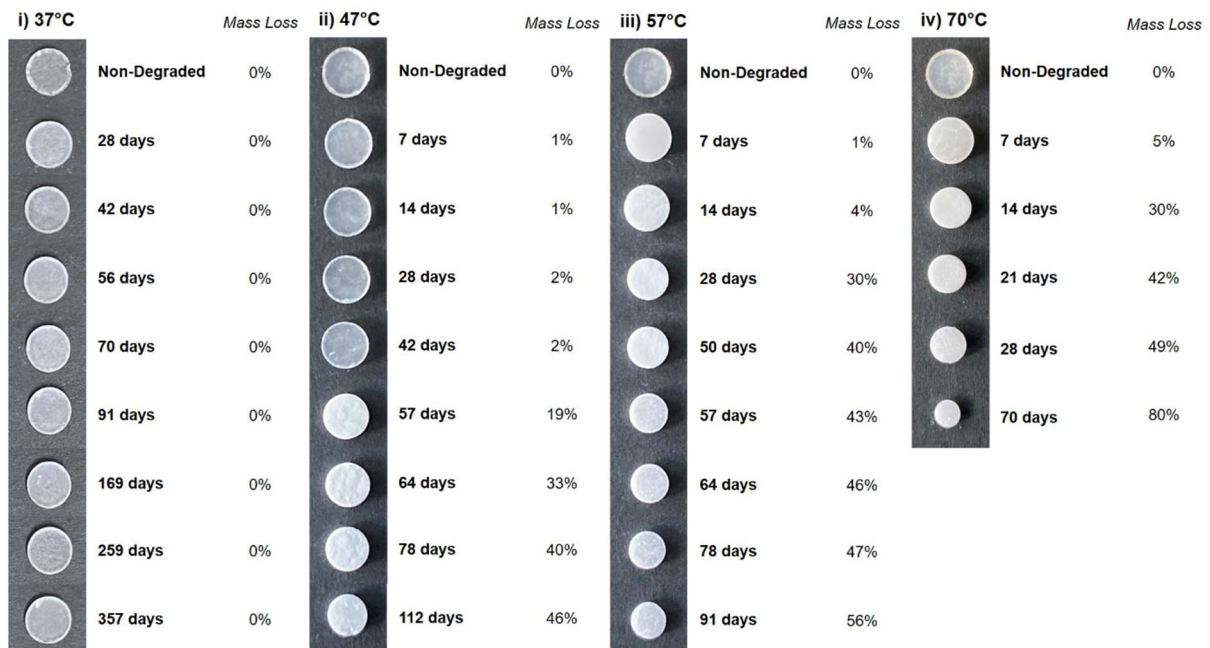 i) 37°C Mass Loss
Non-Degraded 0%
28 days 0%
42 days 0%
56 days 0%
70 days 0%
91 days 0%
169 days 0%
259 days 0%
357 days 0%
ii) 47°C Mass Loss
Non-Degraded 0%
7 days 1%
14 days 1%
28 days 2%
42 days 2%
57 days 19%
64 days 33%
78 days 40%
112 days 46%
iii) 57°C Mass Loss
Non-Degraded 0%
7 days 1%
14 days 4%
28 days 30%
50 days 40%
57 days 43%
64 days 46%
78 days 47%
91 days 56%
iv) 70°C Mass Loss
Non-Degraded 0%
7 days 5%
14 days 30%
21 days 42%
28 days 49%
70 days 80%